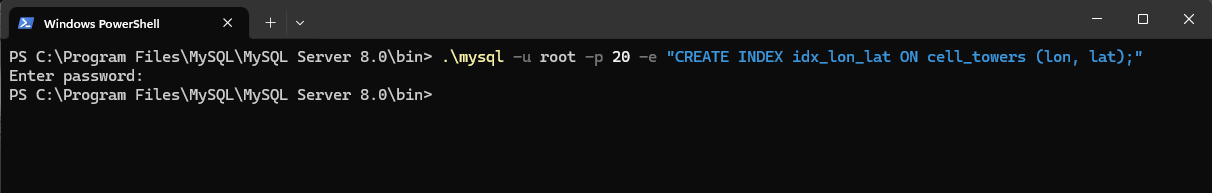 Windows PowerShell
PS C:\Program Files\MySQL\MySQL Server 8.0\bin> .\mysql -u root -p 20 -e "CREATE INDEX idx_lon_lat ON cell_towers (lon, lat);"
Enter password:
PS C:\Program Files\MySQL\MySQL Server 8.0\bin>